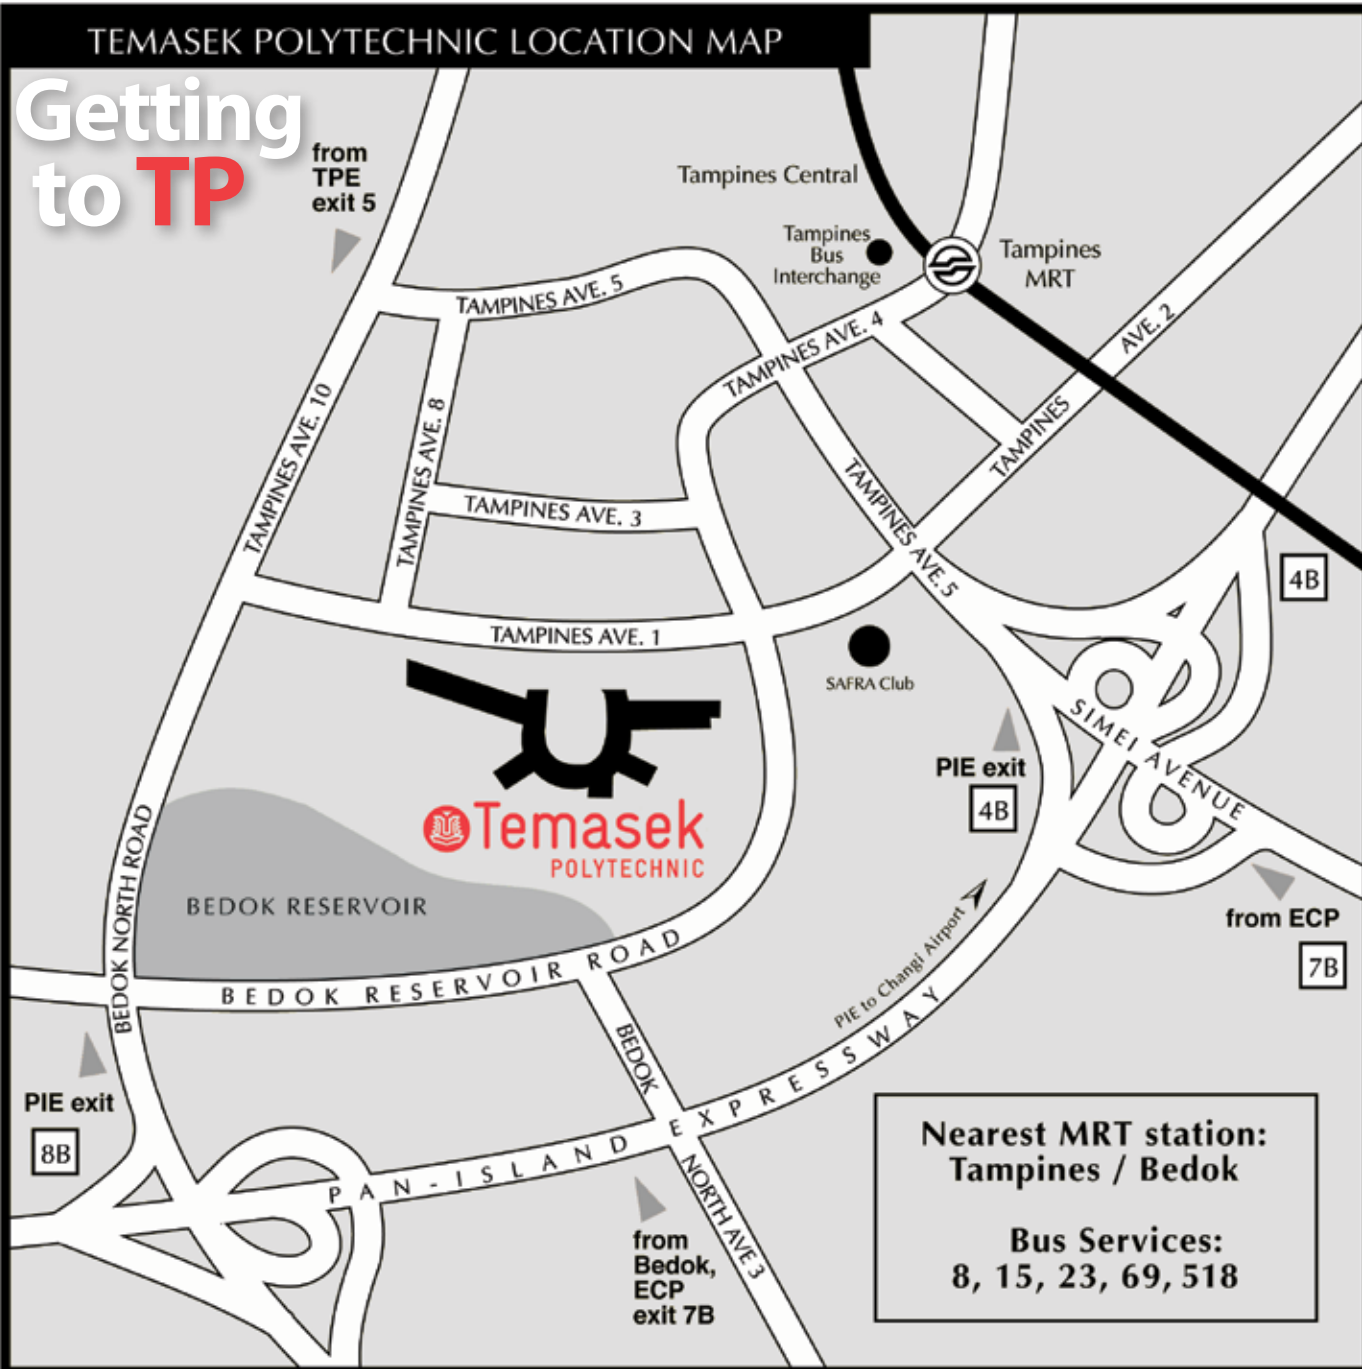 TEMASEK POLYTECHNIC LOCATION MAP
Getting
to TP
from
TPE
exit 5
Tampines Central
Tampines
Bus
Interchange
Tampines
MRT
TAMPINES AVE. 5
TAMPINES AVE. 4
AVE. 2
TAMPINES
TAMPINES AVE. 10
TAMPINES AVE. 8
TAMPINES AVE. 3
TAMPINES AVE. 5
TAMPINES AVE. 1
4B
SAFRA Club
SIMEI AVENUE
PIE exit
4B
Temasek
POLYTECHNIC
BEDOK NORTH ROAD
BEDOK RESERVOIR
BEDOK RESERVOIR ROAD
from ECP
7B
PIE to Changi Airport
BEDOK
PAN-ISLAND EXPRESSWAY
NORTH AVE 3
PIE exit
8B
from
Bedok,
ECP
exit 7B
Nearest MRT station:
Tampines / Bedok
Bus Services:
8, 15, 23, 69, 518